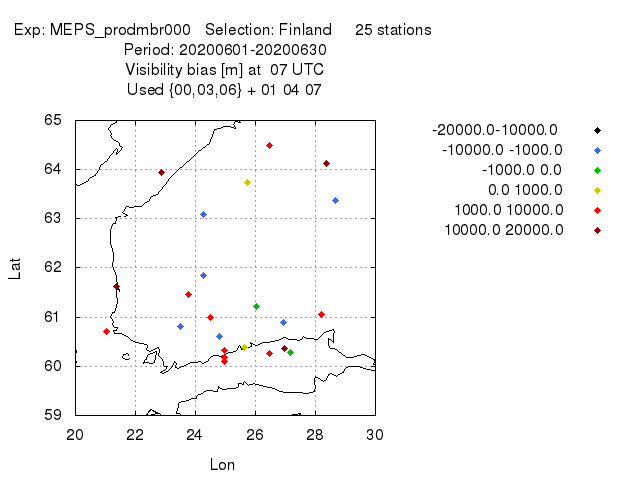 Exp: MEPS_prodmbr000 Selection: Finland 25 stations
Period: 20200601-20200630
Visibility bias [m] at 07 UTC
Used {00,03,06} + 01 04 07
-20000.0-10000.0
-10000.0 -1000.0
-1000.0 0.0
0.0 1000.0
1000.0 10000.0
10000.0 20000.0
Lat
65
64
63
62
61
60
59
20 22 24 26 28 30
Lon